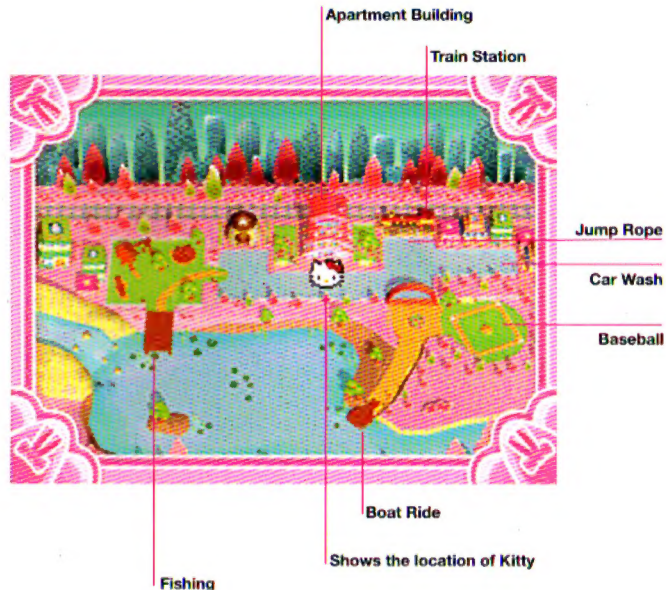 Apartment Building
Train Station
Jump Rope
Car Wash
Baseball
Boat Ride
Shows the location of Kitty
Fishing